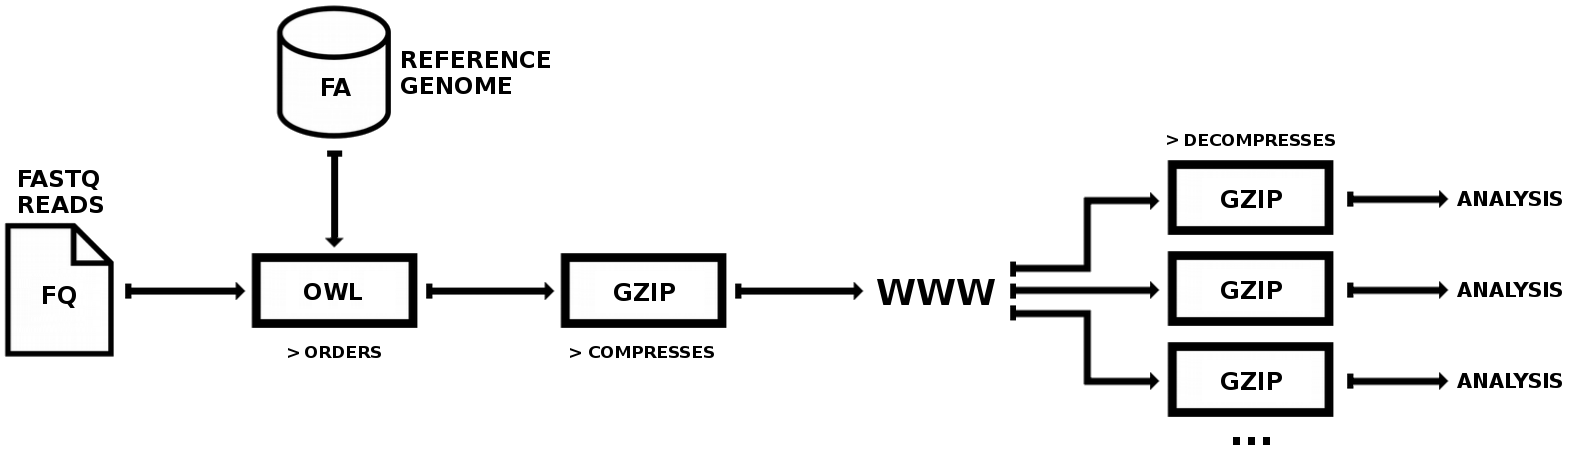 FA
REFERENCE
GENOME
FASTQ
READS
FQ
OWL
> ORDERS
GZIP
> COMPRESSES
WWW
> DECOMPRESSES
GZIP
ANALYSIS
GZIP
ANALYSIS
GZIP
ANALYSIS
...